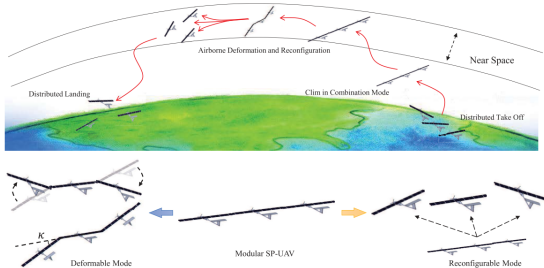 Airborne Deformation and Reconfiguration
Near Space
Distributed Landing
Clim in Combination Mode
Distributed Take Off
κ
Deformable Mode
Modular SP-UAV
Reconfigurable Mode